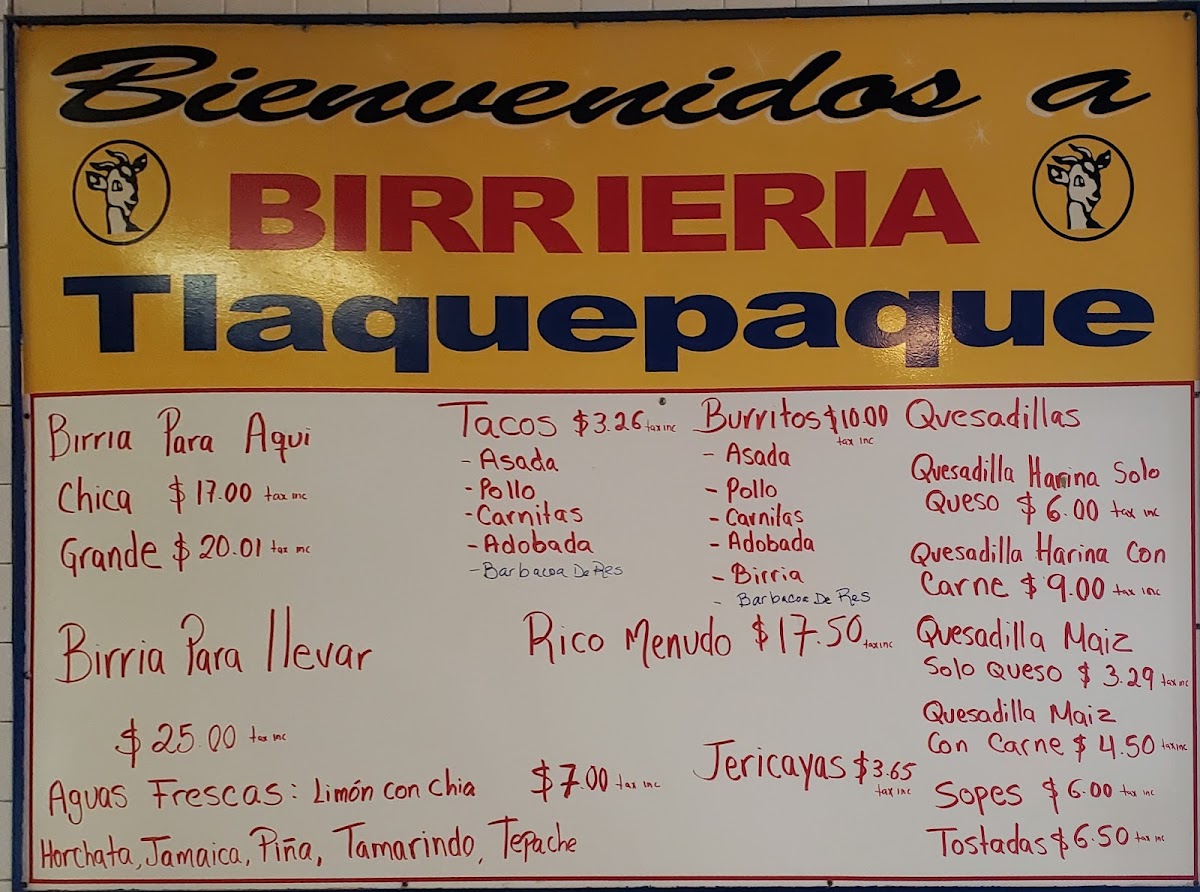 Bienvenidos a
BIRRIERIA
Tlaquepaque
Birria Para Aqui
Chica $17.00 tax inc
Grande $20.01 tax inc
Birria Para llevar
$25.00 tax inc
Tacos $3.26 tax inc
- Asada
- Pollo
- Carnitas
- Adobada
- Barbacoa De Res
Burritos $10.00
tax inc
- Asada
- Pollo
- Carnitas
- Adobada
- Birria
- Barbacoa De Res
Rico Menudo $17.50 tax inc
Quesadillas
Quesadilla Harina Solo
Queso $6.00 tax inc
Quesadilla Harina Con
Carne $9.00 tax inc
Quesadilla Maiz
Solo Queso $3.29 tax inc
Quesadilla Maiz
Con Carne $4.50 tax inc
Sopes $6.00 tax inc
Tostadas $6.50 tax inc
Jericayas $3.65
tax inc
Aguas Frescas: Limón con Chia $7.00 tax inc
Horchata, Jamaica, Piña, Tamarindo, Tepache